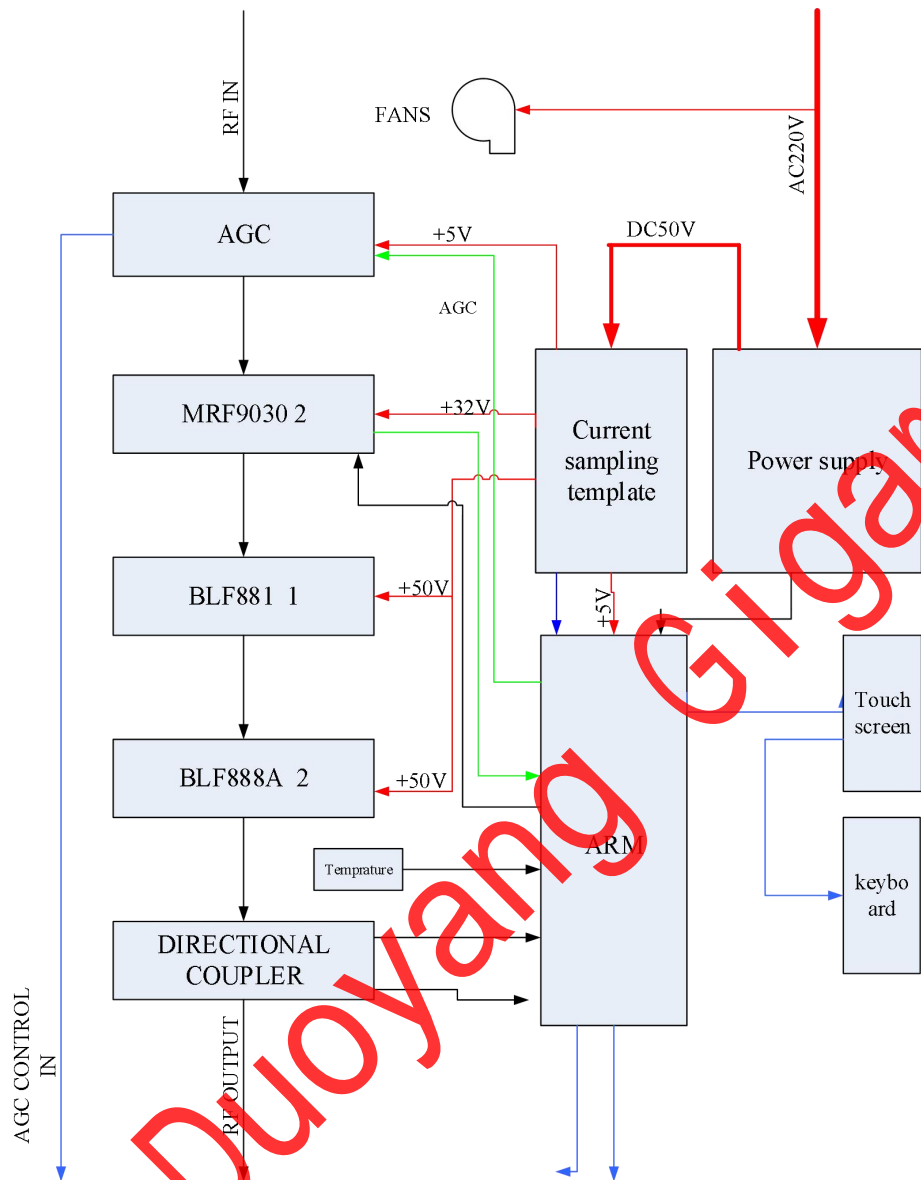 RF IN
FANS
AC220V
AGC
+5V
DC50V
AGC
MRF9030 2
+32V
Current
sampling
template
Power supply
BLF881 1
+50V
+5V
Touch
screen
BLF888A 2
+50V
ARM
Temprature
keybo
ard
DIRECTIONAL
COUPLER
AGC CONTROL
IN
RF OUTPUT
Duoyang Gigan